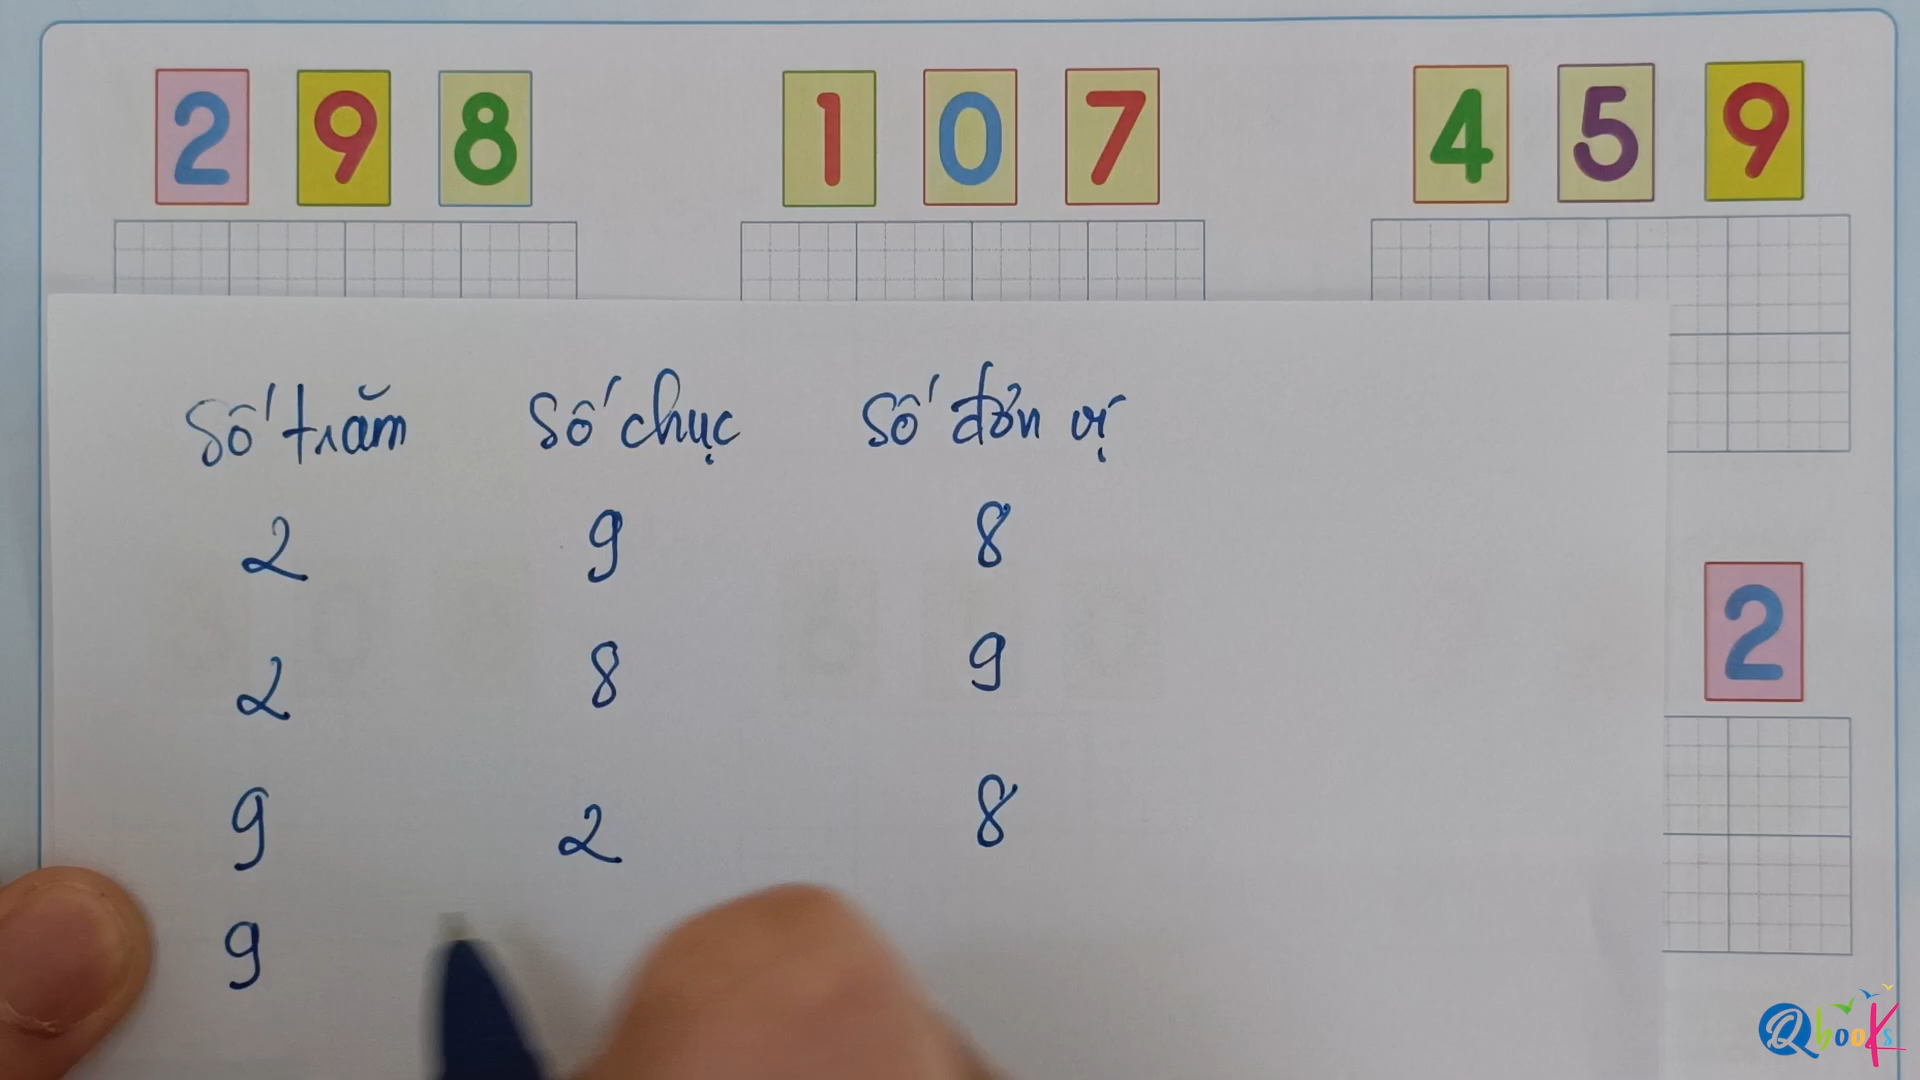 2 9 8 1 0 7 4 5 9
Số trăm Số chục Số đơn vị
2 9 8
2 8 9
2
9 2 8
9
Qbooks